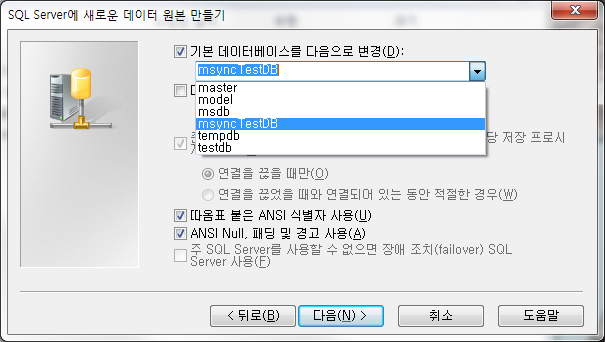 SQL Server에 새로운 데이터 원본 만들기
기본 데이터베이스를 다음으로 변경(D):
msyncTestDB
master
model
msdb
msyncTestDB
tempdb
testdb
당 저장 프로시
연결을 끊을 때만(O)
연결을 끊었을 때와 연결되어 있는 동안 적절한 경우(W)
따옴표 붙은 ANSI 식별자 사용(U)
ANSI Null, 패딩 및 경고 사용(A)
주 SQL Server를 사용할 수 없으면 장애 조치(failover) SQL
Server 사용(F)
< 뒤로(B)
다음(N) >
취소
도움말